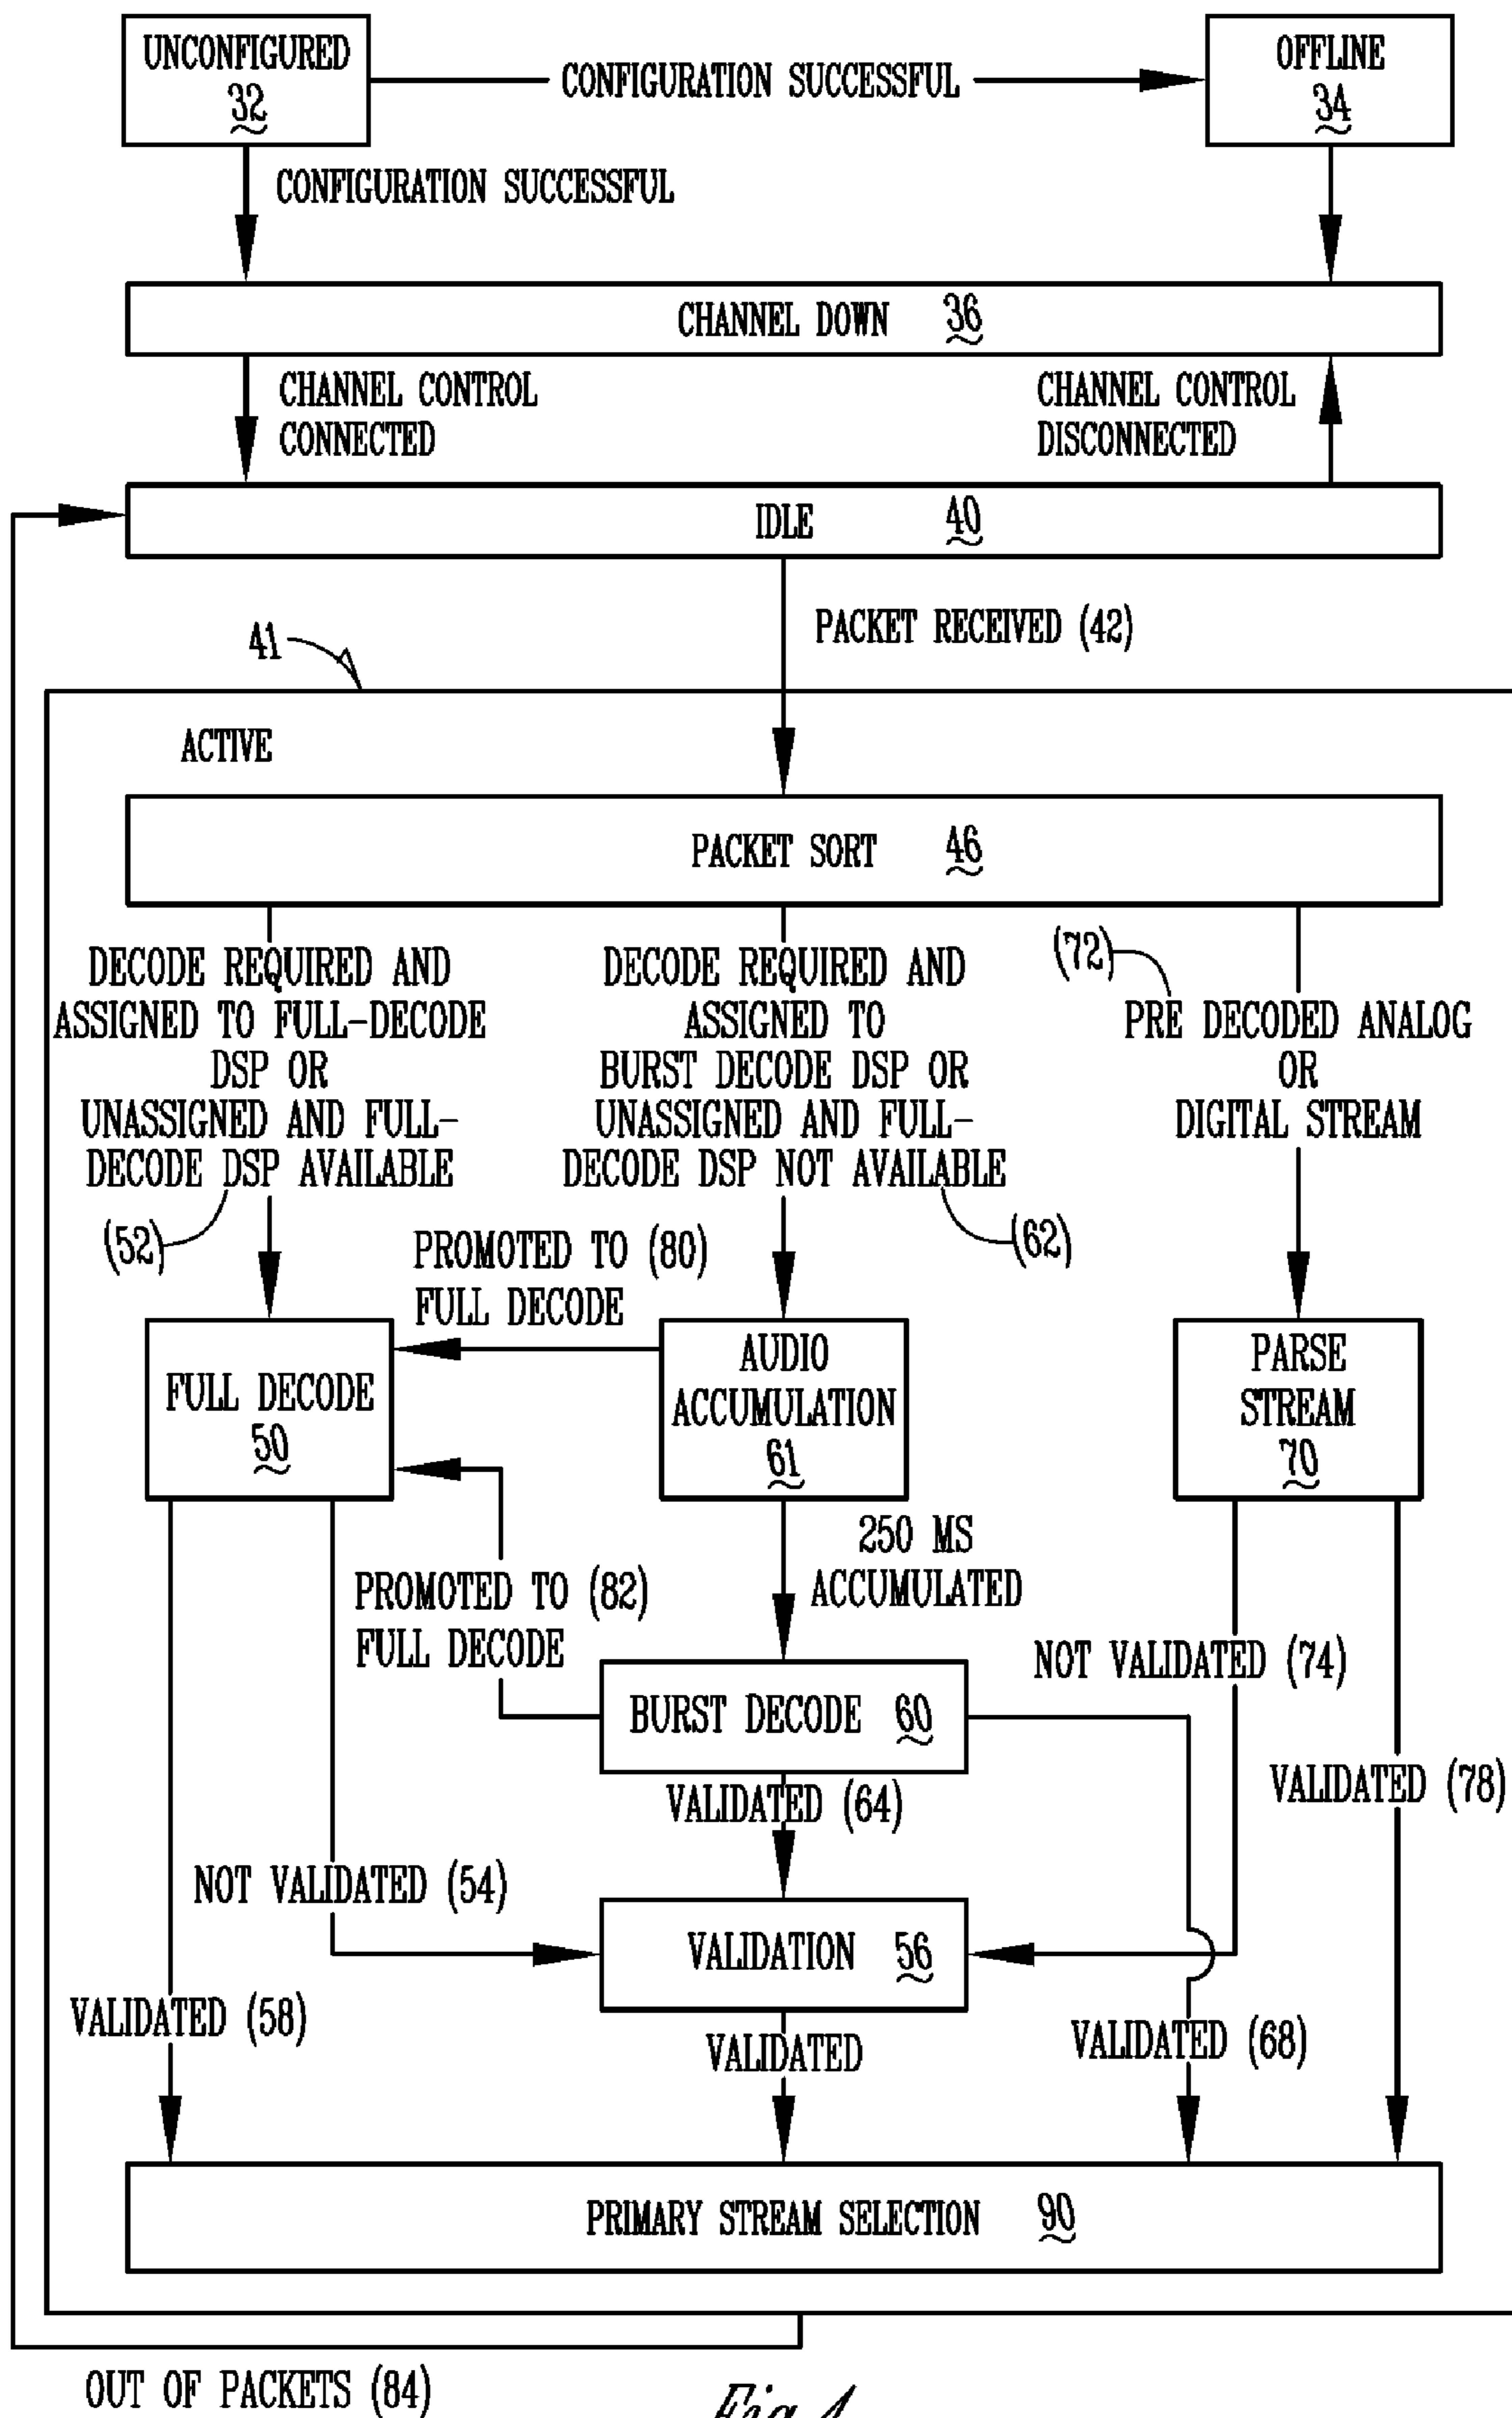 UNCONFIGURED
32
CONFIGURATION SUCCESSFUL
OFFLINE
34
CONFIGURATION SUCCESSFUL
CHANNEL DOWN 36
CHANNEL CONTROL
CONNECTED
CHANNEL CONTROL
DISCONNECTED
IDLE 40
PACKET RECEIVED (42)
41
ACTIVE
PACKET SORT 46
DECODE REQUIRED AND
ASSIGNED TO FULL-DECODE
DSP OR
UNASSIGNED AND FULL-
DECODE DSP AVAILABLE
(52)
DECODE REQUIRED AND
ASSIGNED TO
BURST DECODE DSP OR
UNASSIGNED AND FULL-
DECODE DSP NOT AVAILABLE
(62)
(72)
PRE DECODED ANALOG
OR
DIGITAL STREAM
PROMOTED TO (80)
FULL DECODE
FULL DECODE
50
AUDIO
ACCUMULATION
61
PARSE
STREAM
70
250 MS
ACCUMULATED
PROMOTED TO (82)
FULL DECODE
BURST DECODE 60
NOT VALIDATED (74)
VALIDATED (64)
VALIDATED (78)
NOT VALIDATED (54)
VALIDATION 56
VALIDATED (58)
VALIDATED
VALIDATED (68)
PRIMARY STREAM SELECTION 90
OUT OF PACKETS (84)